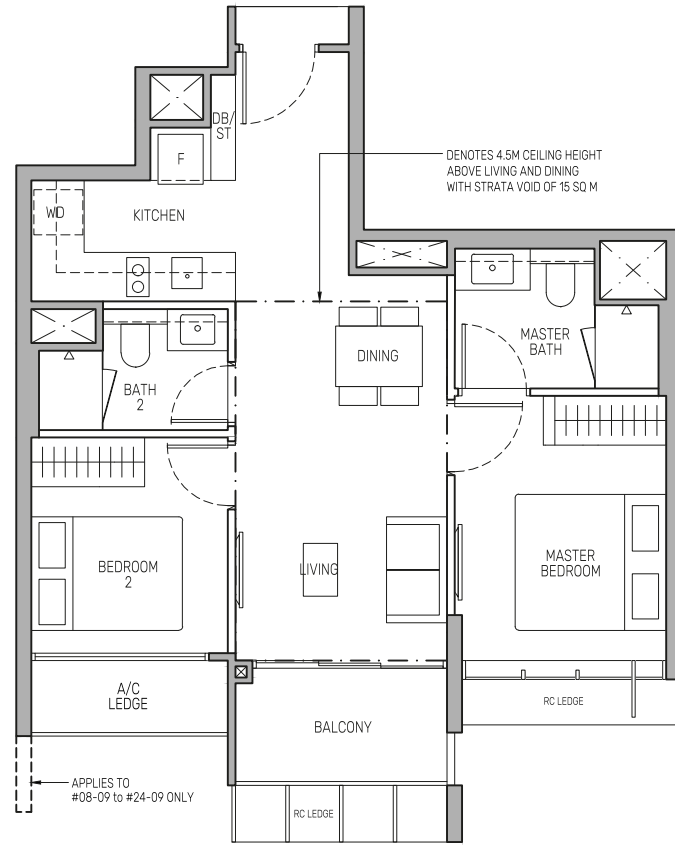 DB/
ST
F
DENOTES 4.5M CEILING HEIGHT
ABOVE LIVING AND DINING
WITH STRATA VOID OF 15 SQ M
WD
KITCHEN
MASTER
BATH
DINING
BATH
2
BEDROOM
2
LIVING
MASTER
BEDROOM
A/C
LEDGE
RC LEDGE
BALCONY
APPLIES TO
#08-09 to #24-09 ONLY
RC LEDGE